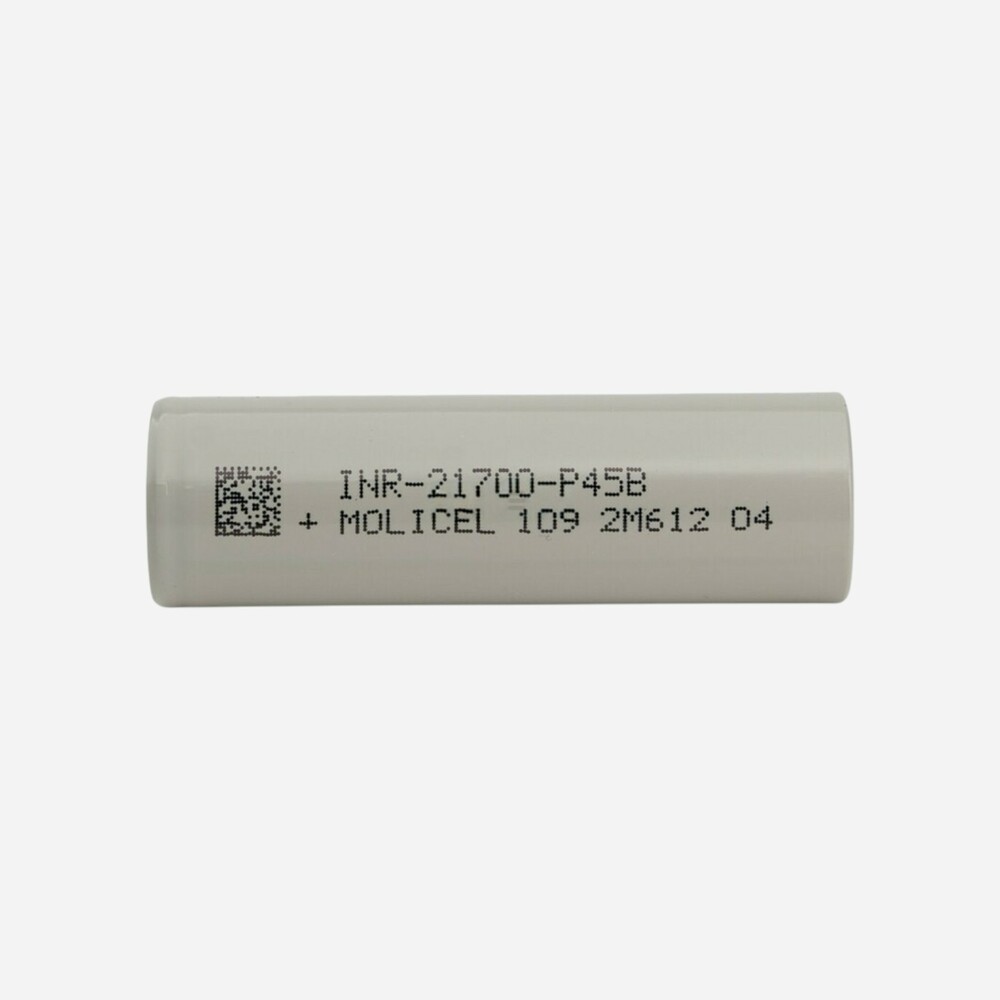 INR-21700-P45B
+ MOLICEL 109 2M612 04